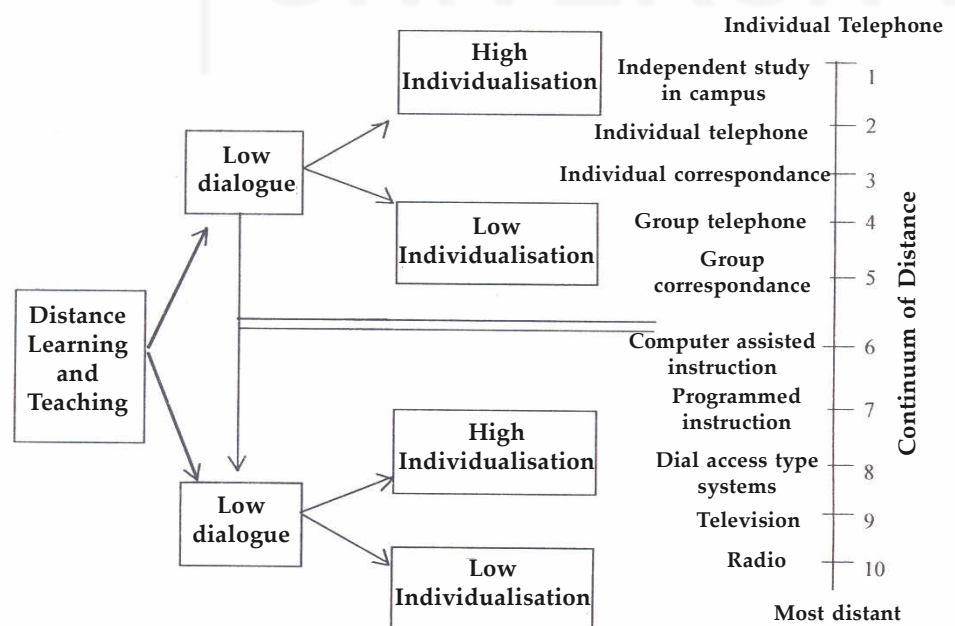 Individual Telephone
High
Individualisation
Independent study
in campus
1
Individual telephone
2
Low
dialogue
Individual correspondance
3
Low
Individualisation
Group telephone
4
Group
correspondance
5
Continuum of Distance
Distance
Learning
and
Teaching
Computer assisted
instruction
6
Programmed
instruction
7
High
Individualisation
Dial access type
systems
8
Low
dialogue
Television
9
Radio
10
Low
Individualisation
Most distant